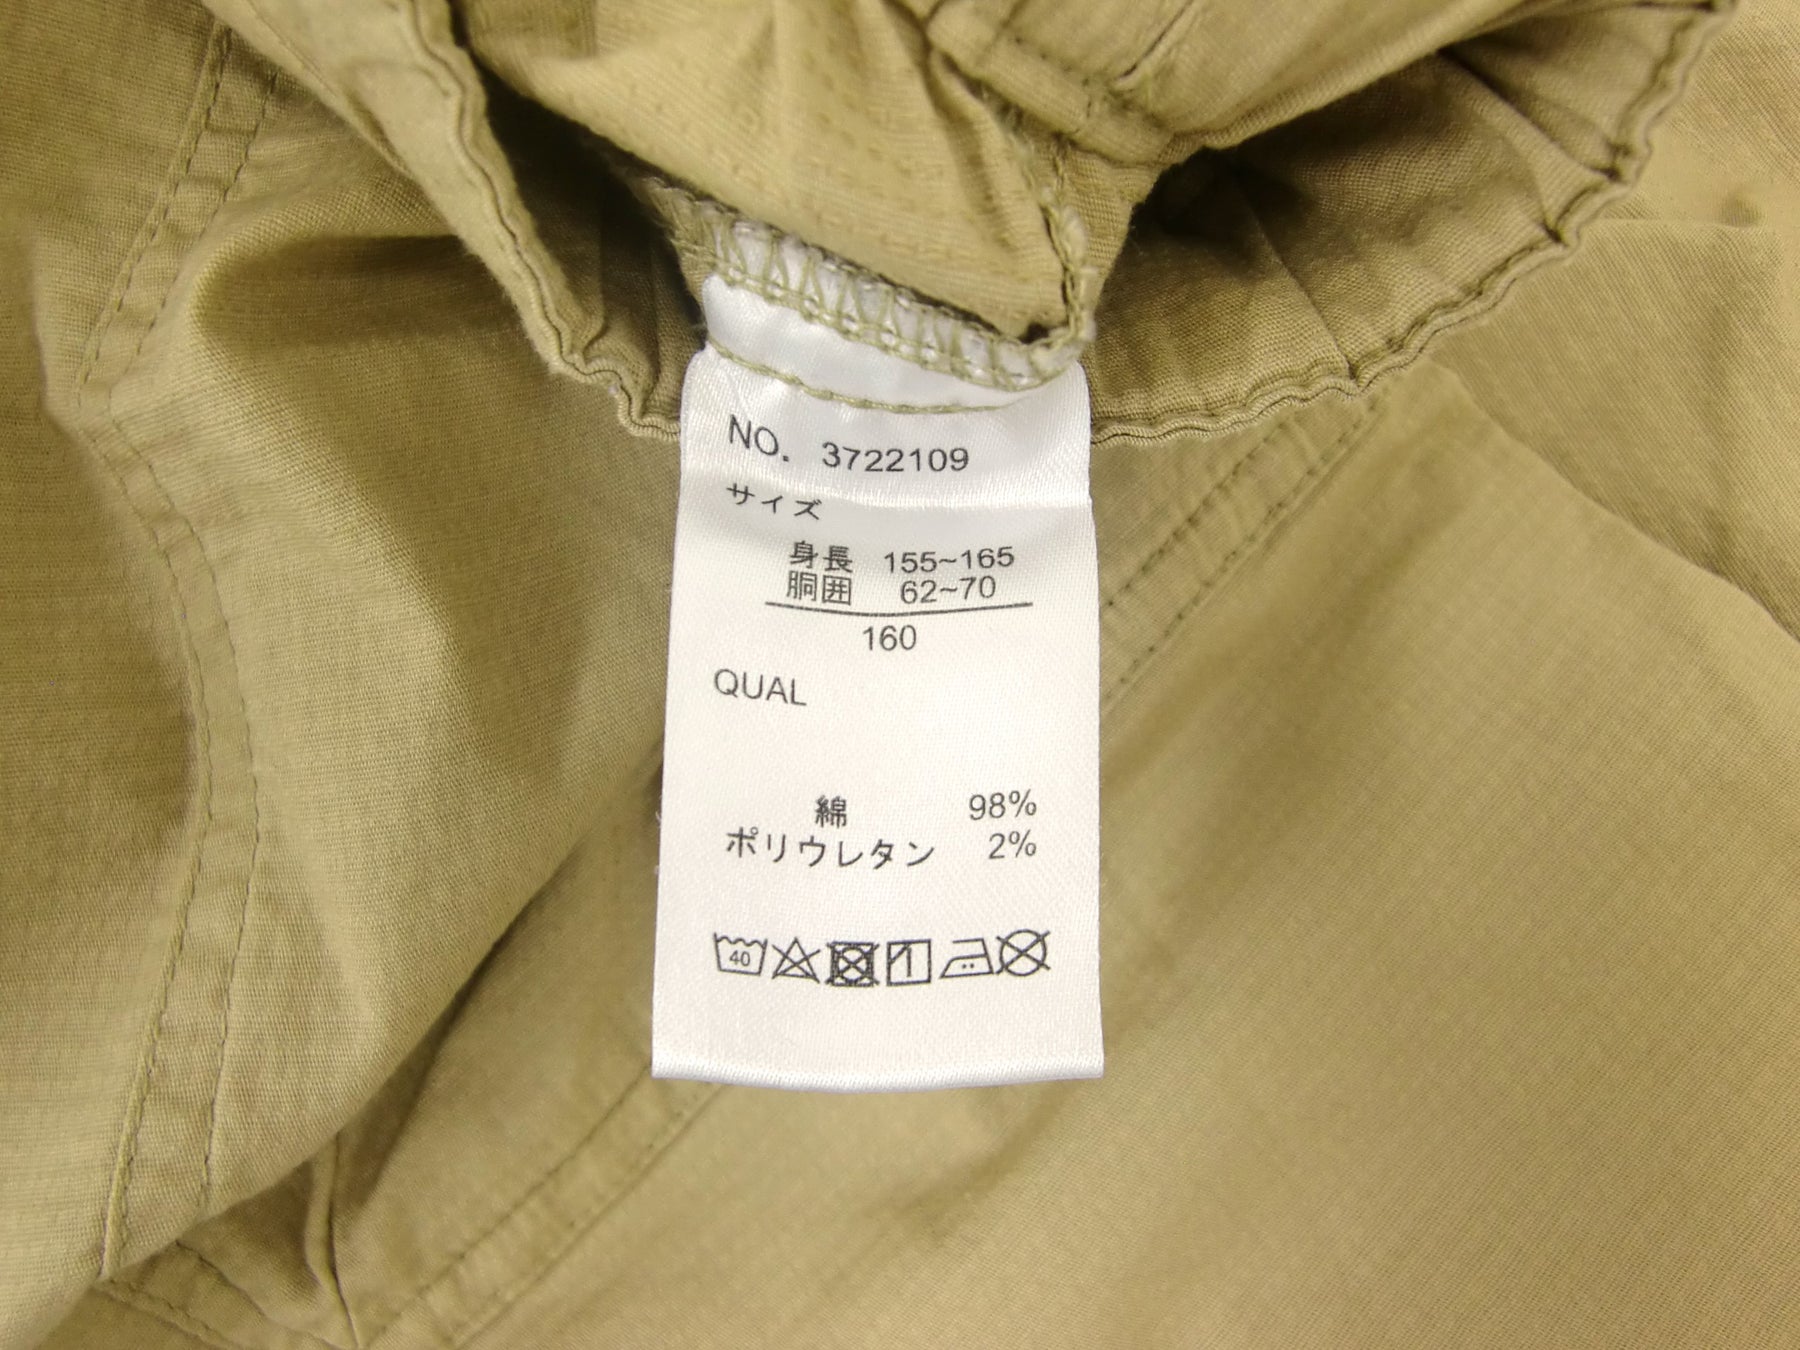 NO. 3722109
サイズ
身長 155~165
胴囲 62~70
160
QUAL
綿 98%
ポリウレタン 2%
40